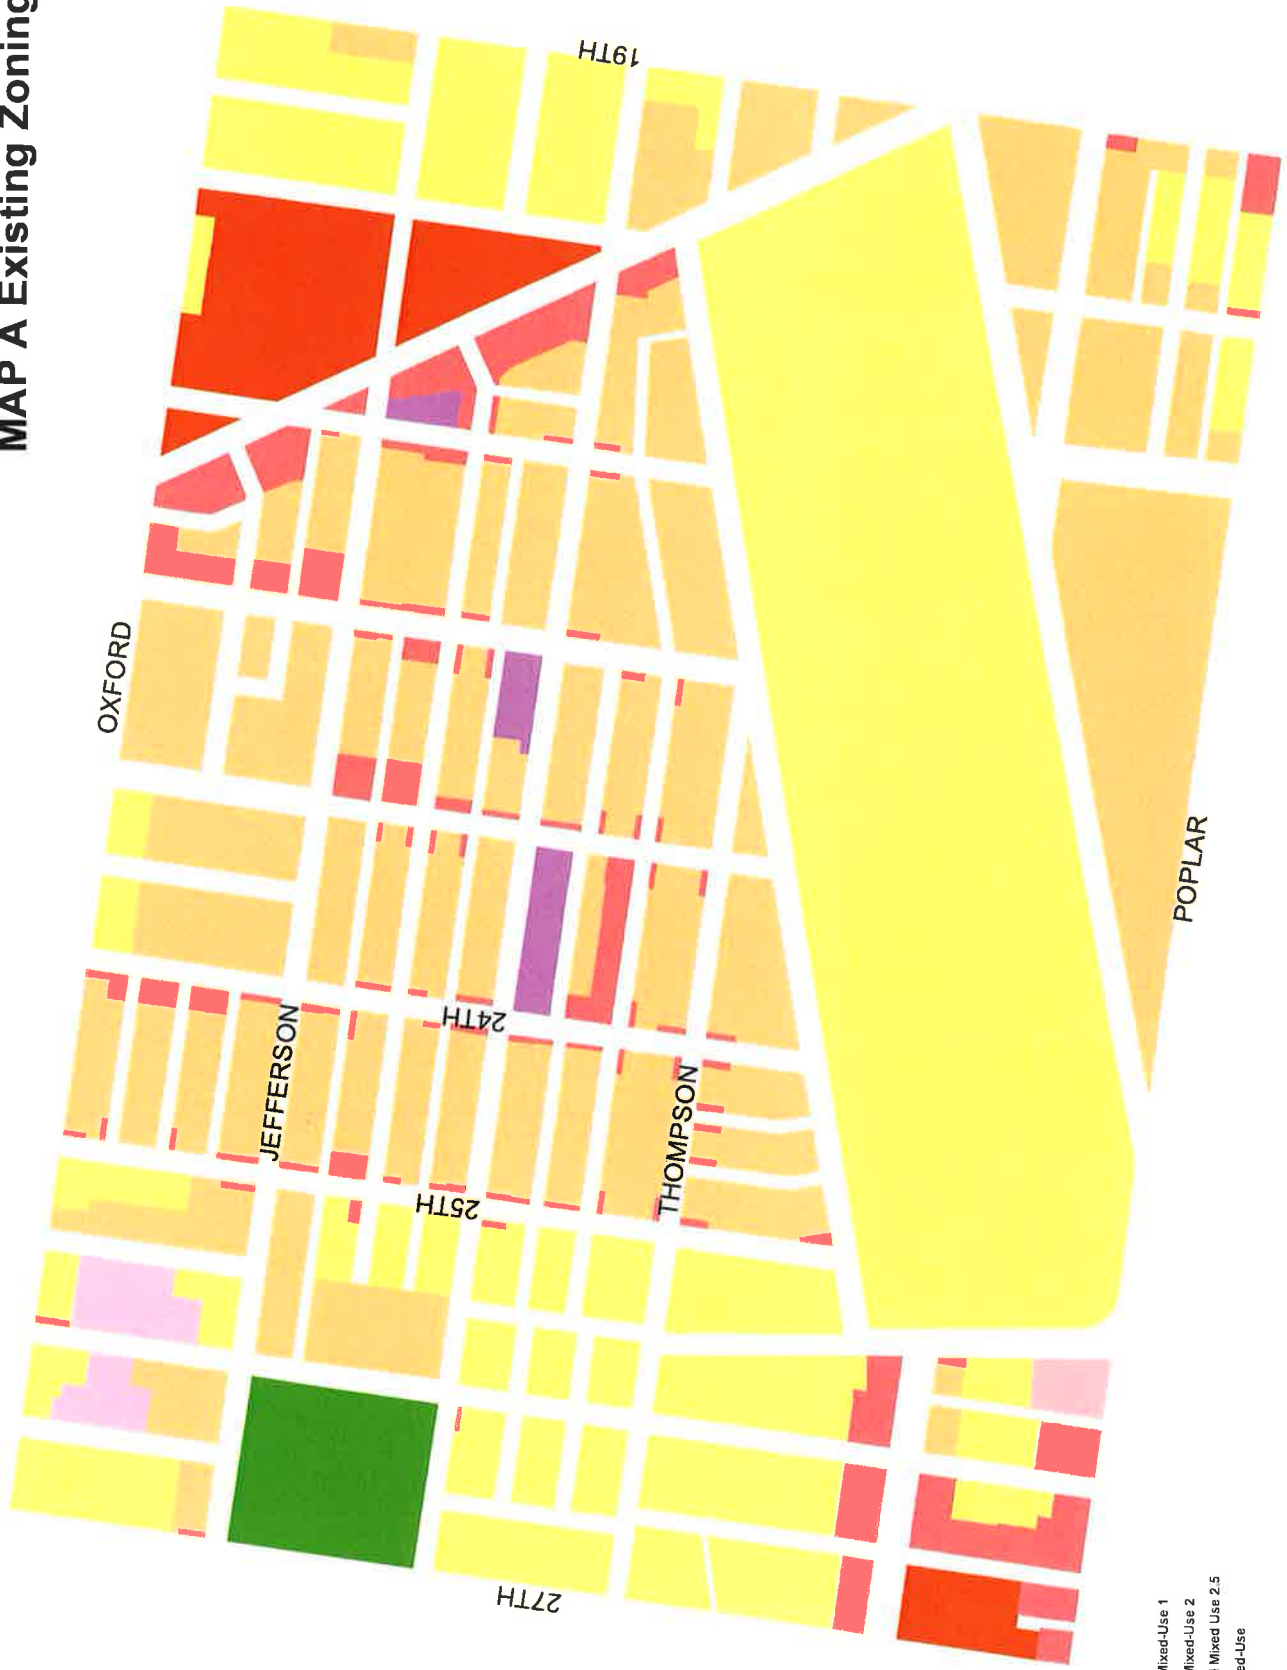 MAP A Existing Zoning
19TH
OXFORD
JEFFERSON
24TH
25TH
THOMPSON
POPLAR
27TH
Mixed-Use 1
Mixed-Use 2
Mixed Use 2.5
ed-Use